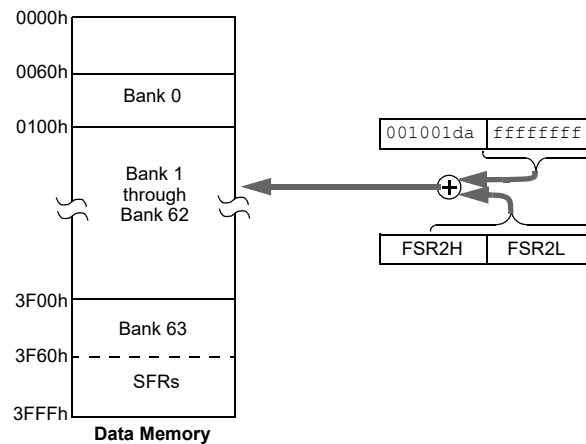 0000h
0060h
Bank 0
0100h
001001da ffffffff
Bank 1
through
Bank 62
FSR2H FSR2L
3F00h
Bank 63
3F60h
SFRs
3FFFh
Data Memory